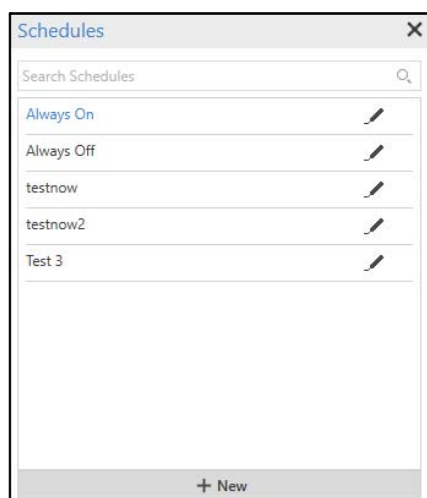 Schedules
Search Schedules
Always On
Always Off
testnow
testnow2
Test 3
+ New